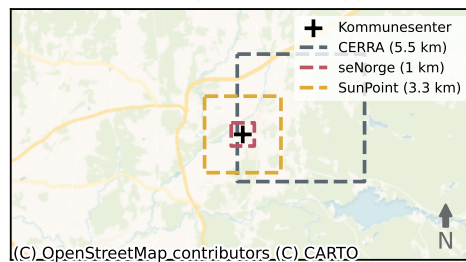 Kommunesenter
CERRA (5.5 km)
seNorge (1 km)
SunPoint (3.3 km)
N
(C) OpenStreetMap contributors (C) CARTO